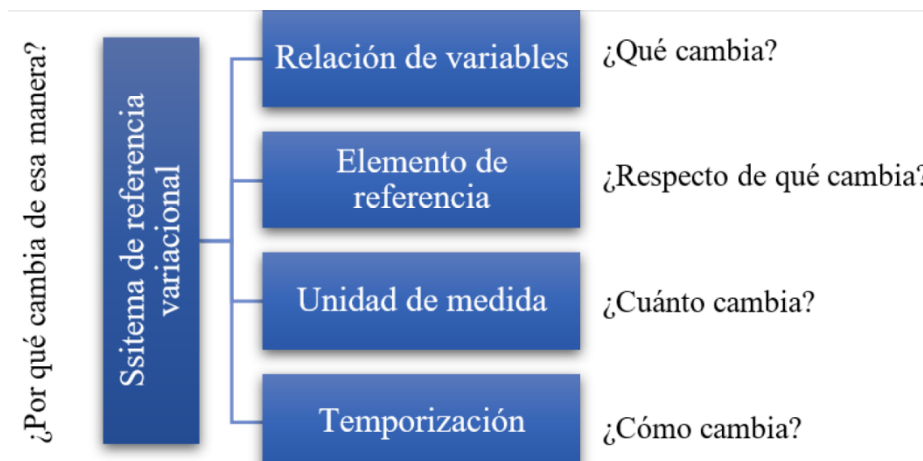 ¿Por qué cambia de esa manera?
Ssitema de referencia
variacional
Relación de variables
¿Qué cambia?
Elemento de
referencia
¿Respecto de qué cambia?
Unidad de medida
¿Cuánto cambia?
Temporización
¿Cómo cambia?